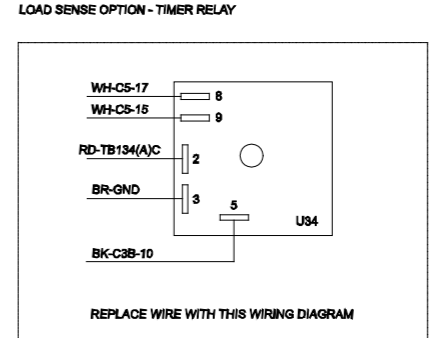 LOAD SENSE OPTION - TIMER RELAY
WH-C5-17
8
WH-C5-15
9
RD-TB134(A)C
2
BR-GND
3
5
U34
BK-C3B-10
REPLACE WIRE WITH THIS WIRING DIAGRAM